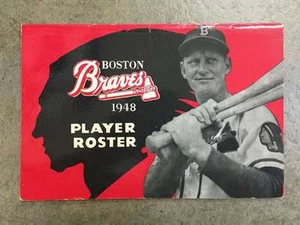 BOSTON
Braves
1948
PLAYER
ROSTER
B